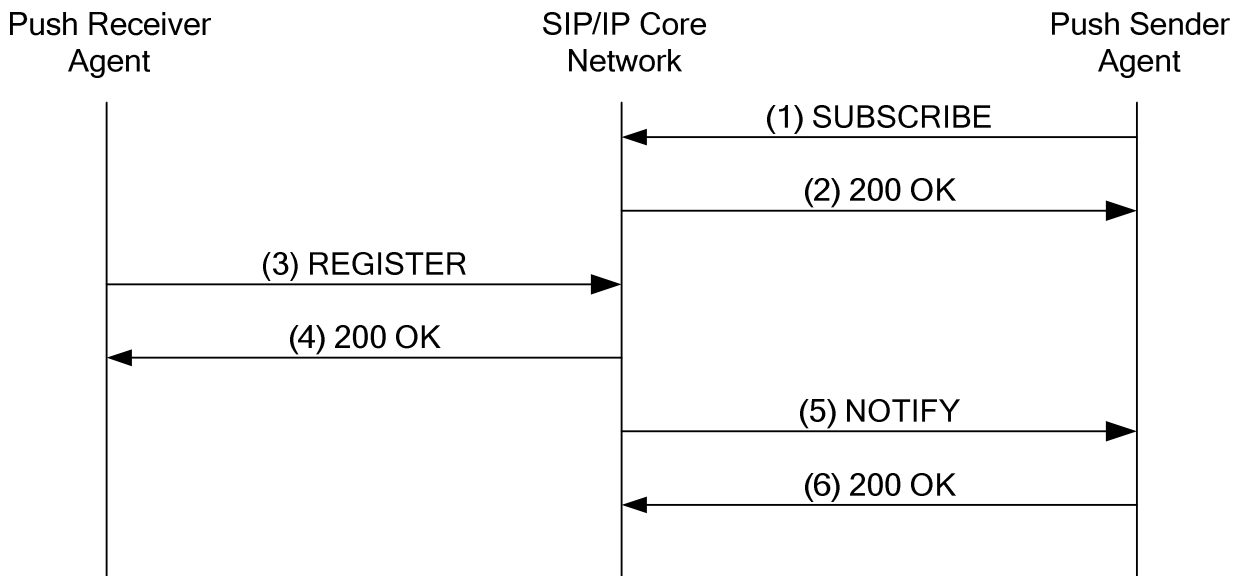 Push Receiver
Agent
SIP/IP Core
Network
Push Sender
Agent
(1) SUBSCRIBE
(2) 200 OK
(3) REGISTER
(4) 200 OK
(5) NOTIFY
(6) 200 OK